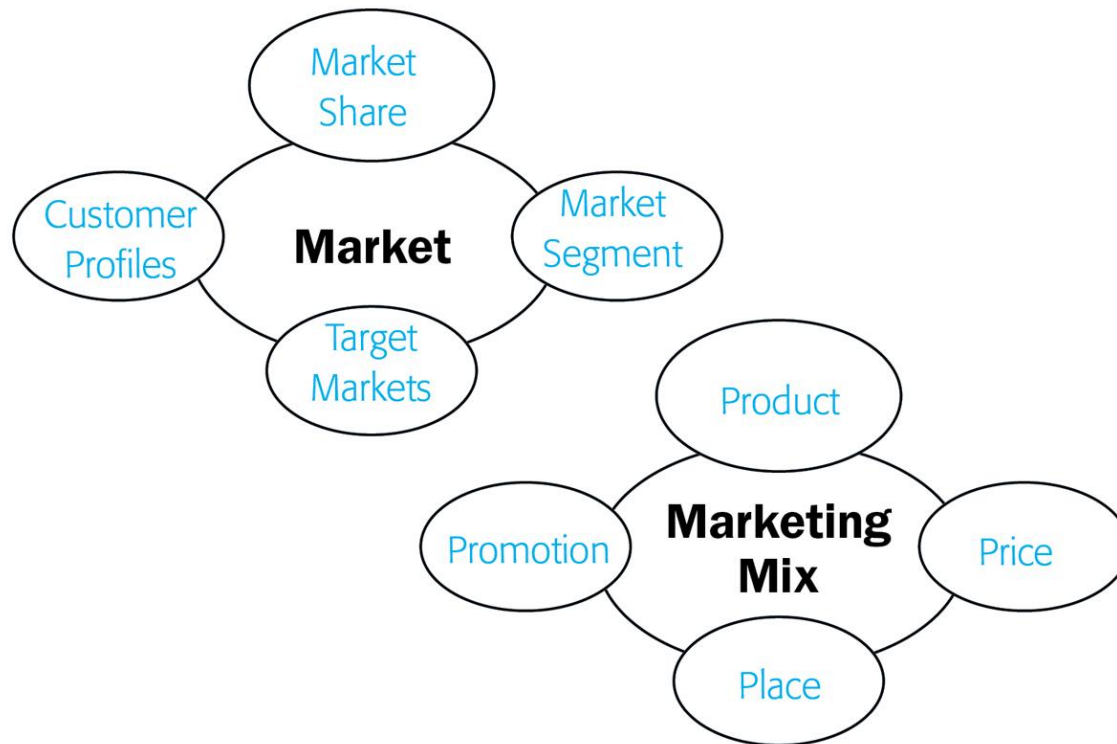 Market
Share
Customer
Profiles
Market
Market
Segment
Target
Markets
Product
Promotion
Marketing
Mix
Price
Place